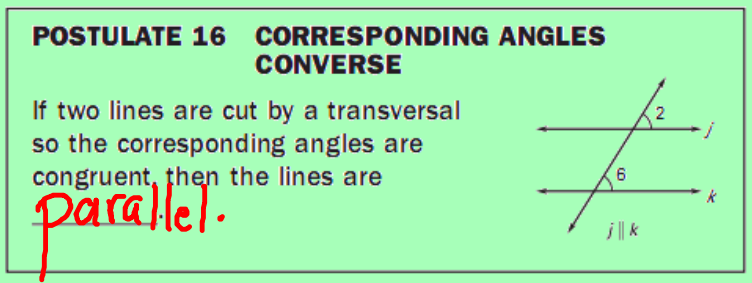 POSTULATE 16 CORRESPONDING ANGLES
CONVERSE
If two lines are cut by a transversal
so the corresponding angles are
congruent, then the lines are
parallel.
2
j
6
k
j || k